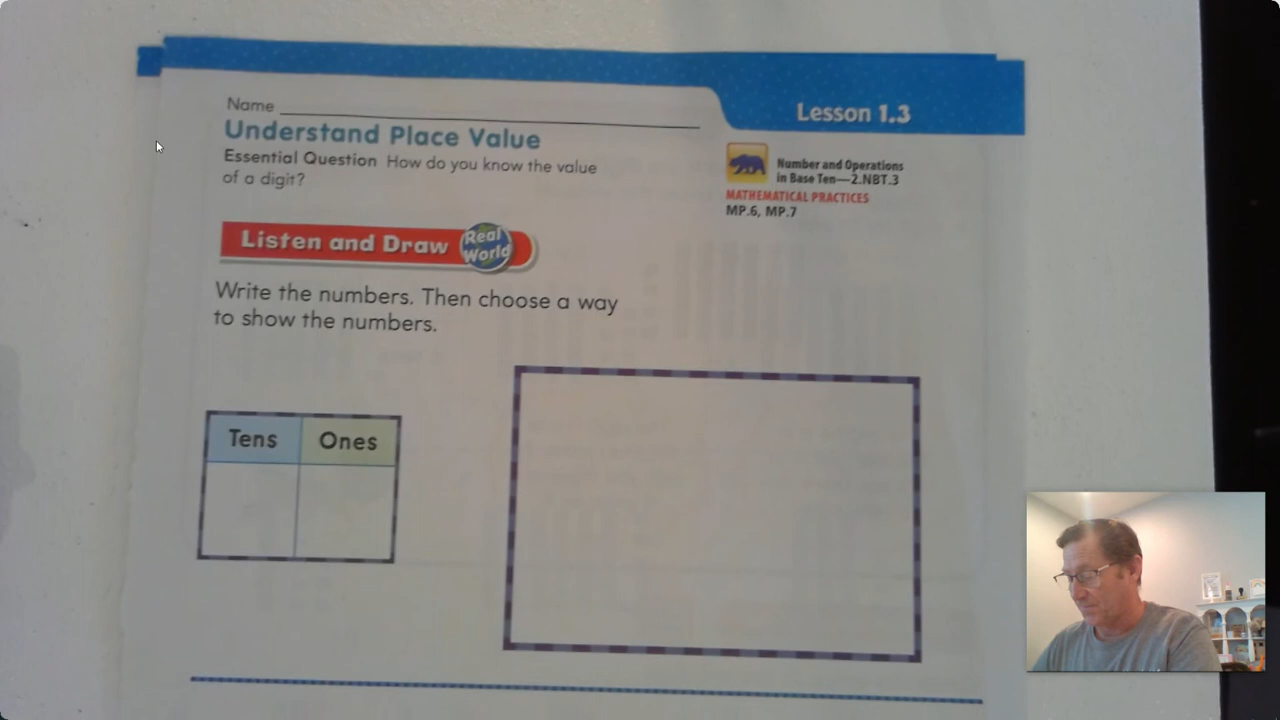 Name
Lesson 1.3
Understand Place Value
Essential Question How do you know the value
of a digit?
Number and Operations
in Base Ten—2.NBT.3
MATHEMATICAL PRACTICES
MP.6, MP.7
Listen and Draw Real
World
Write the numbers. Then choose a way
to show the numbers.
Tens Ones